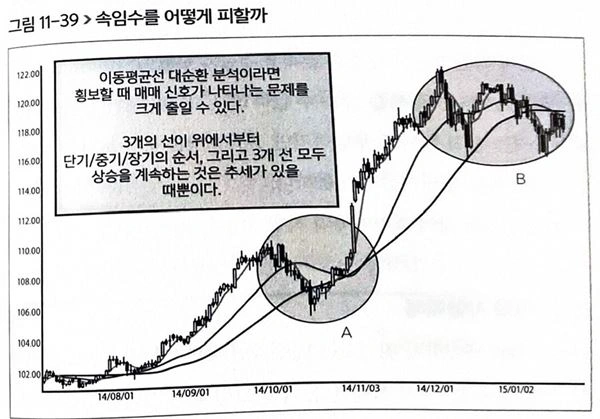 그림 11-39 > 속임수를 어떻게 피할까
이동평균선 대순환 분석이라면
횡보할 때 매매 신호가 나타나는 문제를
크게 줄일 수 있다.
3개의 선이 위에서부터
단기/중기/장기의 순서, 그리고 3개 선 모두
상승을 계속하는 것은 추세가 있을
때뿐이다.
122.00
120.00
118.00
116.00
114.00
112.00
110.00
108.00
106.00
104.00
102.00
A
B
14/08/01 14/09/01 14/10/01 14/11/03 14/12/01 15/01/02